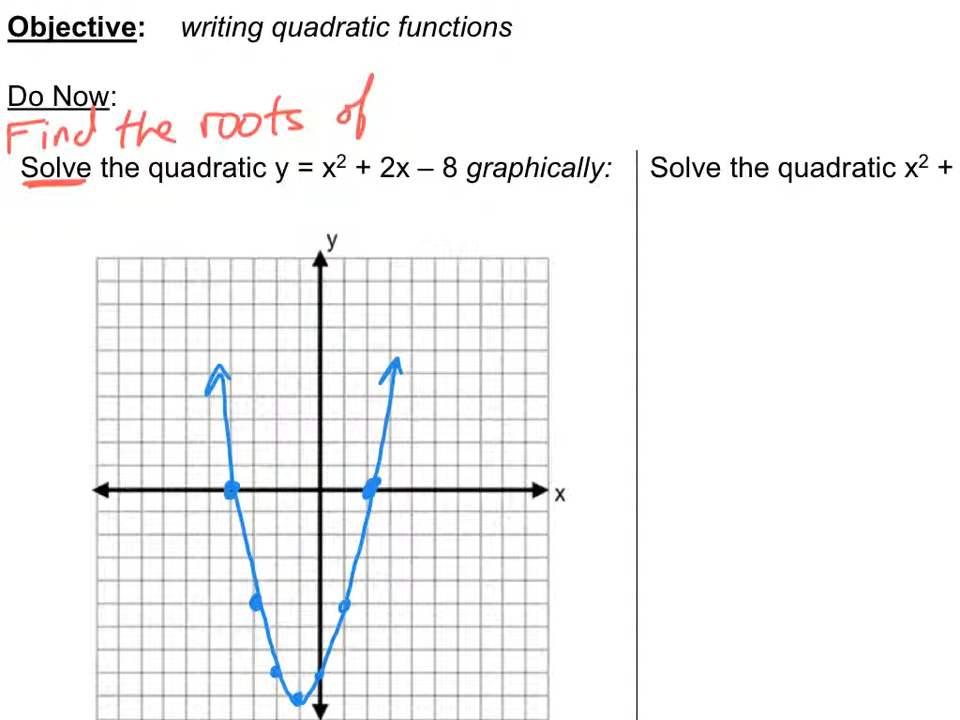 Objective: writing quadratic functions
Do Now:
Find the roots of
Solve the quadratic y = x² + 2x – 8 graphically:
Solve the quadratic x² +
y
x